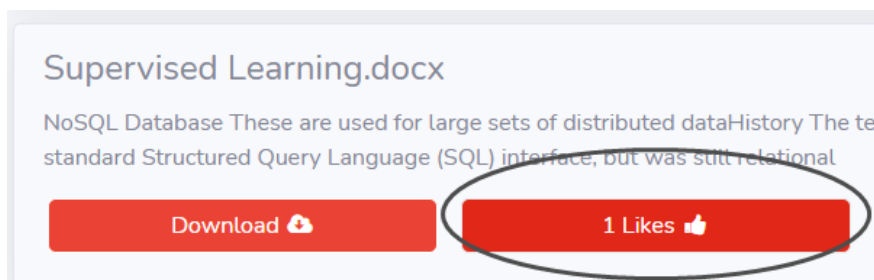 Supervised Learning.docx
NoSQL Database These are used for large sets of distributed dataHistory The te
standard Structured Query Language (SQL) interface, but was still relational
Download
1 Likes